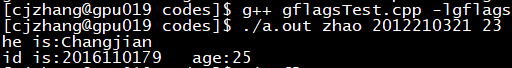 [cjzhang@gpu019 codes]$ g++ gflagsTest.cpp -lgflags
[cjzhang@gpu019 codes]$ ./a.out zhao 2012210321 23
he is:Changjian
id is:2016110179   age:25